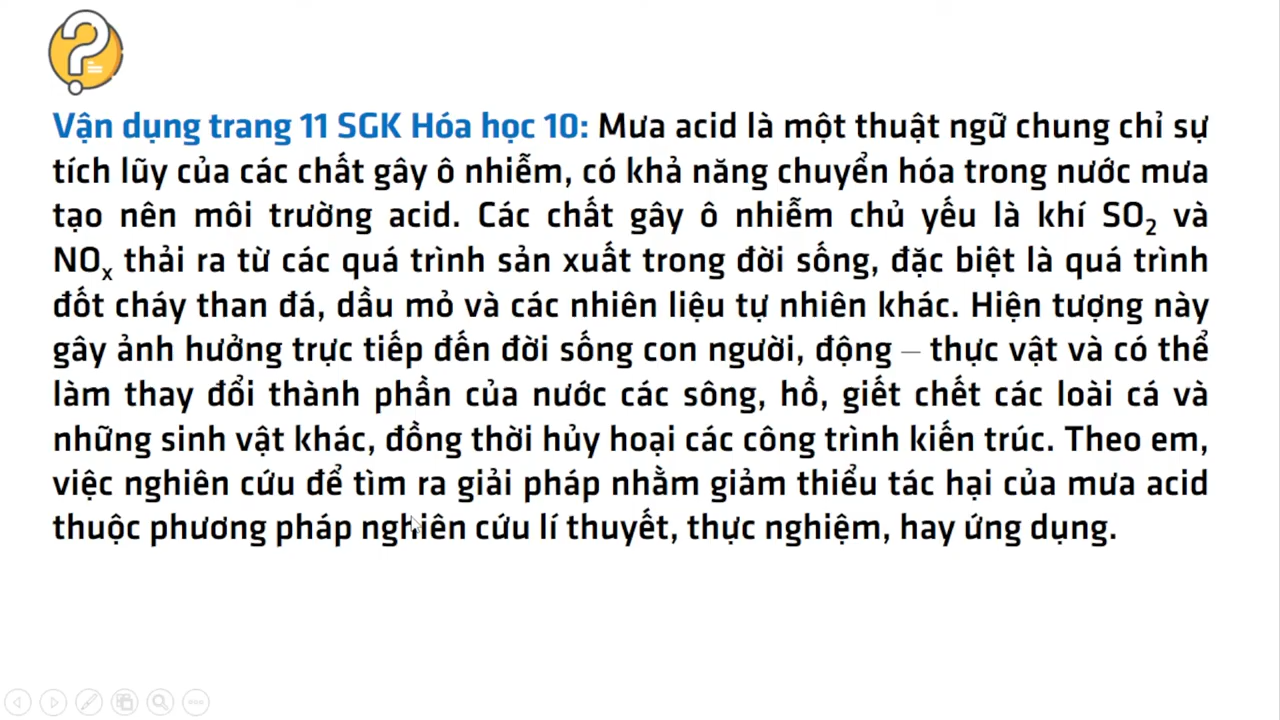 Vận dụng trang 11 SGK Hóa học 10: Mưa acid là một thuật ngữ chung chỉ sự
tích lũy của các chất gây ô nhiễm, có khả năng chuyển hóa trong nước mưa
tạo nên môi trường acid. Các chất gây ô nhiễm chủ yếu là khí SO₂ và
NOₓ thải ra từ các quá trình sản xuất trong đời sống, đặc biệt là quá trình
đốt cháy than đá, dầu mỏ và các nhiên liệu tự nhiên khác. Hiện tượng này
gây ảnh hưởng trực tiếp đến đời sống con người, động – thực vật và có thể
làm thay đổi thành phần của nước các sông, hồ, giết chết các loài cá và
những sinh vật khác, đồng thời hủy hoại các công trình kiến trúc. Theo em,
việc nghiên cứu để tìm ra giải pháp nhằm giảm thiểu tác hại của mưa acid
thuộc phương pháp nghiên cứu lí thuyết, thực nghiệm, hay ứng dụng.